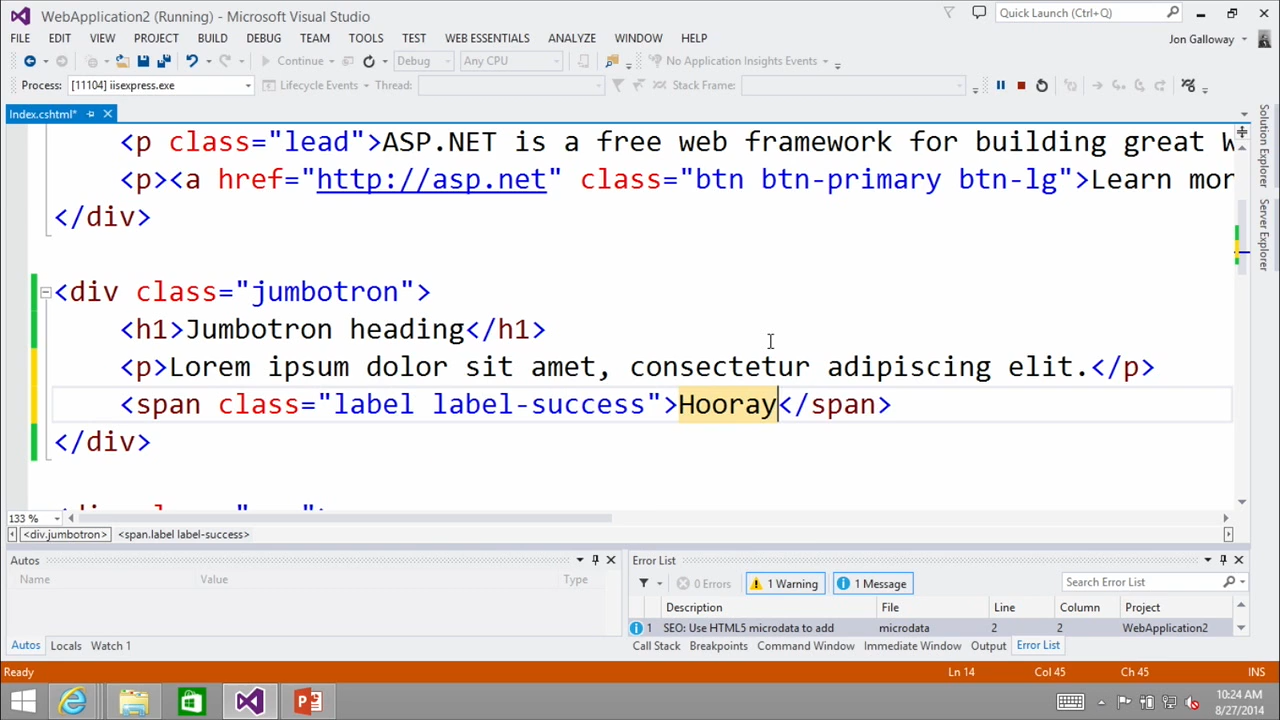 WebApplication2 (Running) - Microsoft Visual Studio
Quick Launch (Ctrl+Q)
FILE EDIT VIEW PROJECT BUILD DEBUG TEAM TOOLS TEST WEB ESSENTIALS ANALYZE WINDOW HELP
Jon Galloway
Continue Debug Any CPU No Application Insights Events
Process: [11104] iisexpress.exe Lifecycle Events Thread: Stack Frame:
Index.cshtml*
<p class="lead">ASP.NET is a free web framework for building great
<p><a href="http://asp.net" class="btn btn-primary btn-lg">Learn mor
</div>
<div class="jumbotron">
<h1>Jumbotron heading</h1>
<p>Lorem ipsum dolor sit amet, consectetur adipiscing elit.</p>
<span class="label label-success">Hooray</span>
</div>
133 %
<div.jumbotron> <span.label label-success>
Autos
Name Value Type
Autos Locals Watch 1
Error List
0 Errors 1 Warning 1 Message Search Error List
Description File Line Column Project
1 SEO: Use HTML5 microdata to add microdata 2 2 WebApplication2
Call Stack Breakpoints Command Window Immediate Window Output Error List
Ready Ln 14 Col 45 Ch 45 INS
10:24 AM
8/27/2014
Solution Explorer
Server Explorer